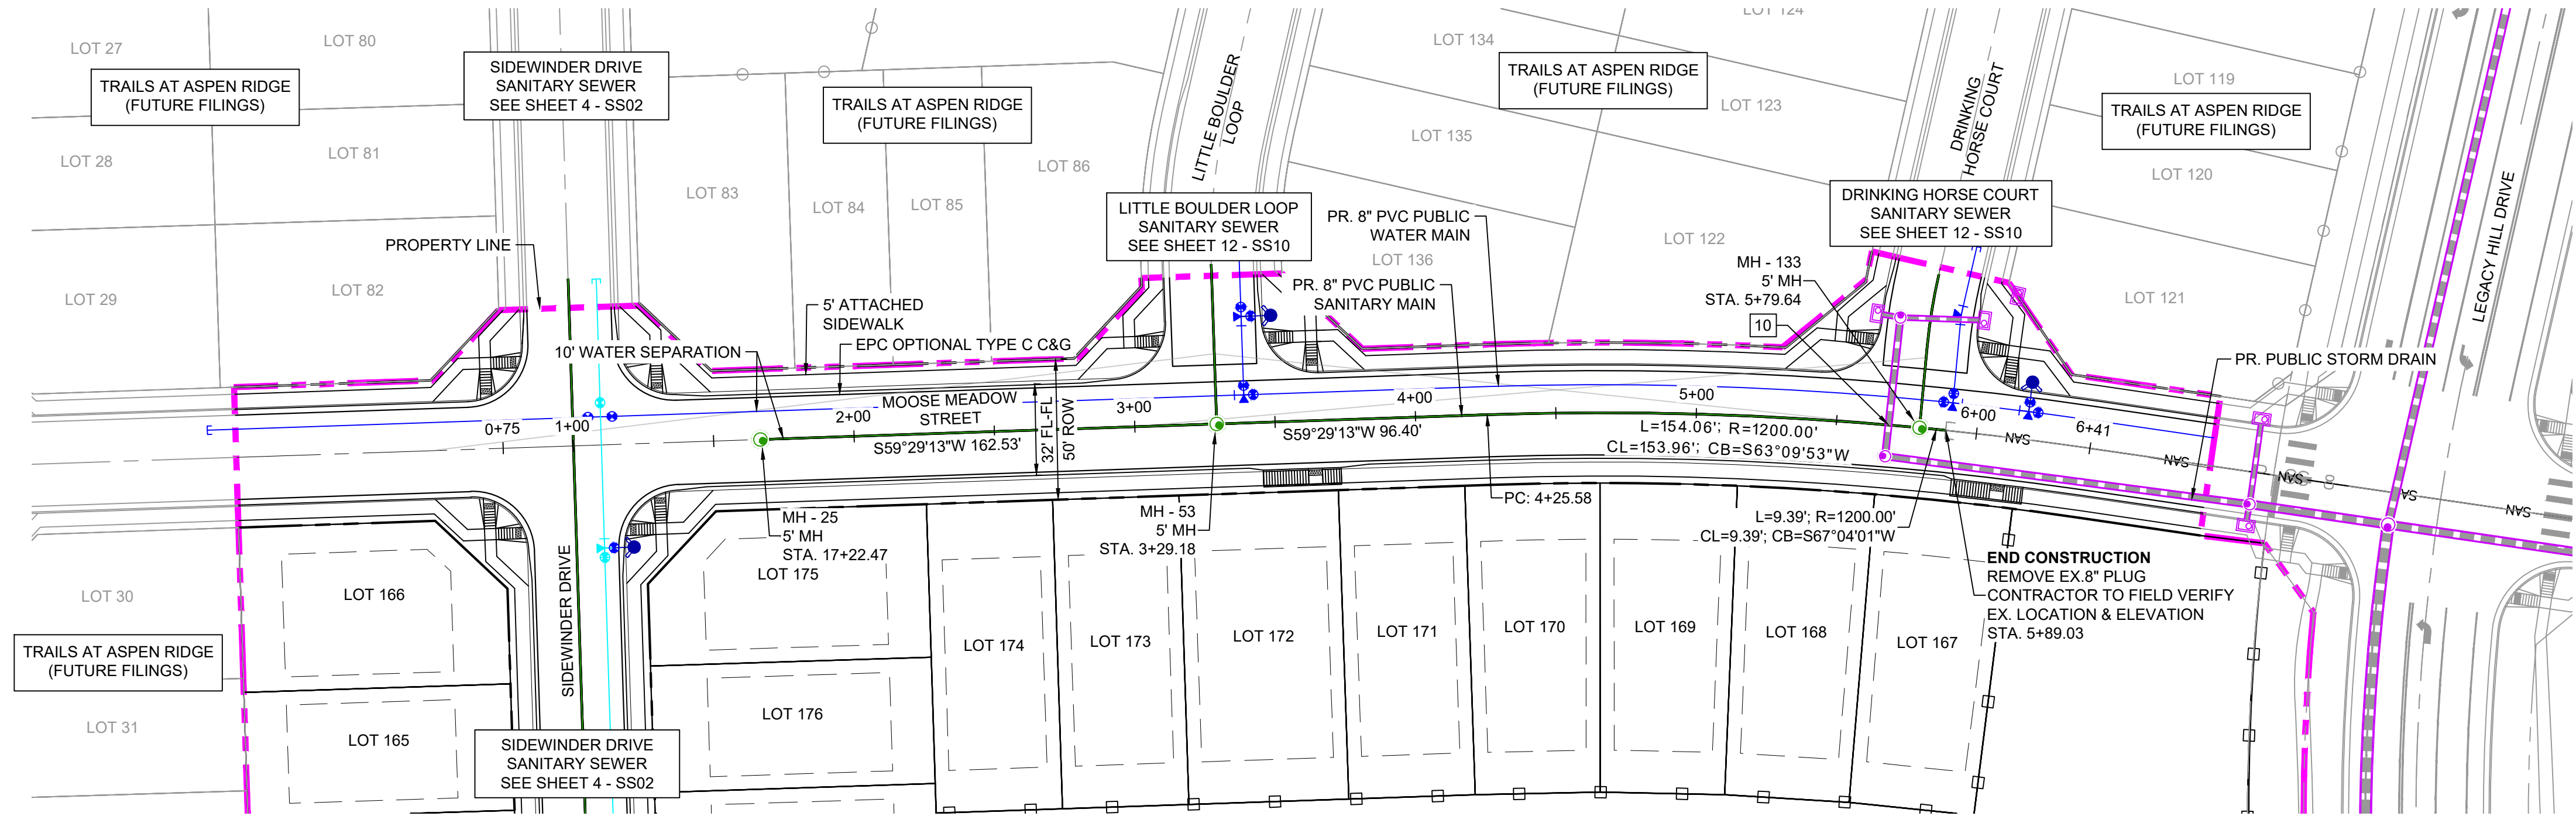 LOT 27
LOT 80
TRAILS AT ASPEN RIDGE
(FUTURE FILINGS)
SIDEWINDER DRIVE
SANITARY SEWER
SEE SHEET 4 - SS02
TRAILS AT ASPEN RIDGE
(FUTURE FILINGS)
LITTLE BOULDER
LOOP
LOT 134
TRAILS AT ASPEN RIDGE
(FUTURE FILINGS)
LOT 124
LOT 123
DRINKING
HORSE COURT
LOT 119
TRAILS AT ASPEN RIDGE
(FUTURE FILINGS)
LOT 28
LOT 81
LOT 83
LOT 84
LOT 85
LOT 86
LOT 135
LOT 120
LEGACY HILL DRIVE
LITTLE BOULDER LOOP
SANITARY SEWER
SEE SHEET 12 - SS10
PR. 8" PVC PUBLIC
WATER MAIN
LOT 136
LOT 122
DRINKING HORSE COURT
SANITARY SEWER
SEE SHEET 12 - SS10
PROPERTY LINE
LOT 29
LOT 82
PR. 8" PVC PUBLIC
SANITARY MAIN
MH - 133
5' MH
STA. 5+79.64
10
LOT 121
5' ATTACHED
SIDEWALK
EPC OPTIONAL TYPE C C&G
10' WATER SEPARATION
PR. PUBLIC STORM DRAIN
0+75
1+00
2+00
MOOSE MEADOW
STREET
3+00
4+00
5+00
6+00
6+41
S59°29'13"W 162.53'
32' FL-FL
50' ROW
S59°29'13"W 96.40'
L=154.06'; R=1200.00'
CL=153.96'; CB=S63°09'53"W
SAN
SAN
SAN
SA
SAN
PC: 4+25.58
MH - 25
5' MH
STA. 17+22.47
LOT 175
MH - 53
5' MH
STA. 3+29.18
L=9.39'; R=1200.00'
CL=9.39'; CB=S67°04'01"W
END CONSTRUCTION
REMOVE EX.8" PLUG
CONTRACTOR TO FIELD VERIFY
EX. LOCATION & ELEVATION
STA. 5+89.03
LOT 30
LOT 166
SIDEWINDER DRIVE
TRAILS AT ASPEN RIDGE
(FUTURE FILINGS)
LOT 174
LOT 173
LOT 172
LOT 171
LOT 170
LOT 169
LOT 168
LOT 167
LOT 31
LOT 165
LOT 176
SIDEWINDER DRIVE
SANITARY SEWER
SEE SHEET 4 - SS02